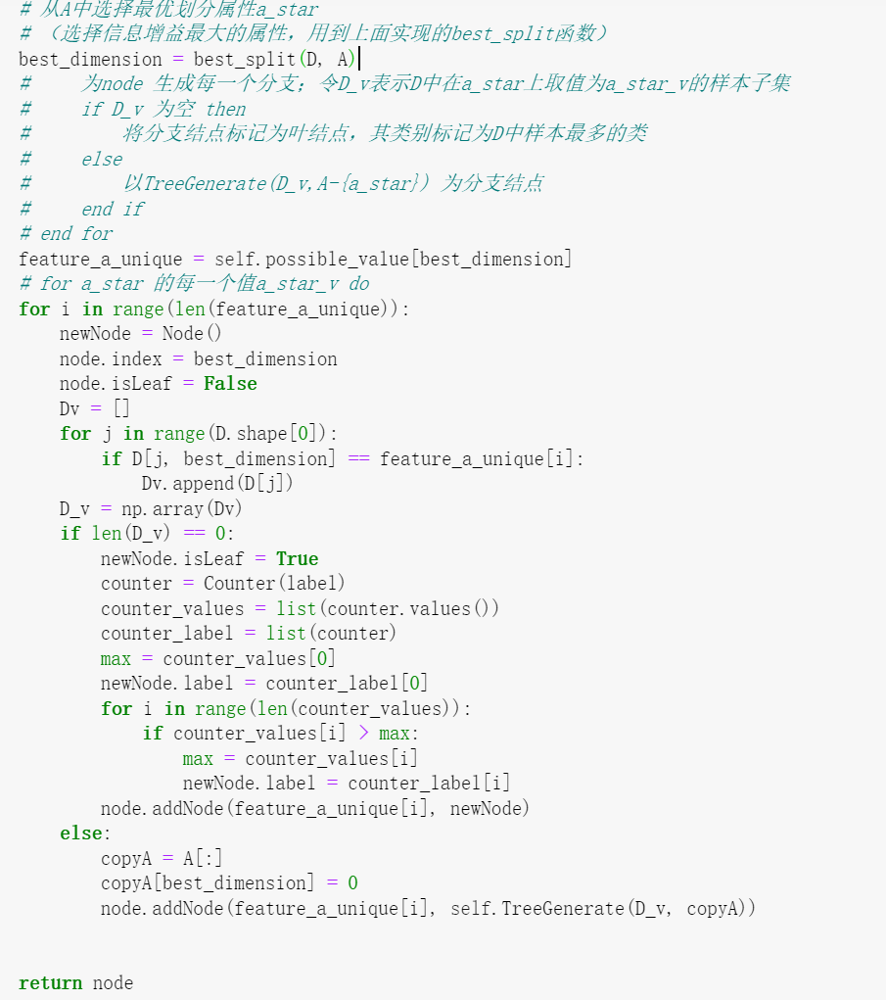 # 从A中选择最优划分属性a_star
# （选择信息增益最大的属性，用到上面实现的best_split函数）
best_dimension = best_split(D, A)
#     为node 生成每一个分支；令D_v表示D中在a_star上取值为a_star_v的样本子集
#     if D_v 为空 then
#         将分支结点标记为叶结点，其类别标记为D中样本最多的类
#     else
#         以TreeGenerate(D_v,A-{a_star}) 为分支结点
#     end if
# end for
feature_a_unique = self.possible_value[best_dimension]
# for a_star 的每一个值a_star_v do
for i in range(len(feature_a_unique)):
    newNode = Node()
    node.index = best_dimension
    node.isLeaf = False
    Dv = []
    for j in range(D.shape[0]):
        if D[j, best_dimension] == feature_a_unique[i]:
            Dv.append(D[j])
    D_v = np.array(Dv)
    if len(D_v) == 0:
        newNode.isLeaf = True
        counter = Counter(label)
        counter_values = list(counter.values())
        counter_label = list(counter)
        max = counter_values[0]
        newNode.label = counter_label[0]
        for i in range(len(counter_values)):
            if counter_values[i] > max:
                max = counter_values[i]
                newNode.label = counter_label[i]
        node.addNode(feature_a_unique[i], newNode)
    else:
        copyA = A[:]
        copyA[best_dimension] = 0
        node.addNode(feature_a_unique[i], self.TreeGenerate(D_v, copyA))
return node